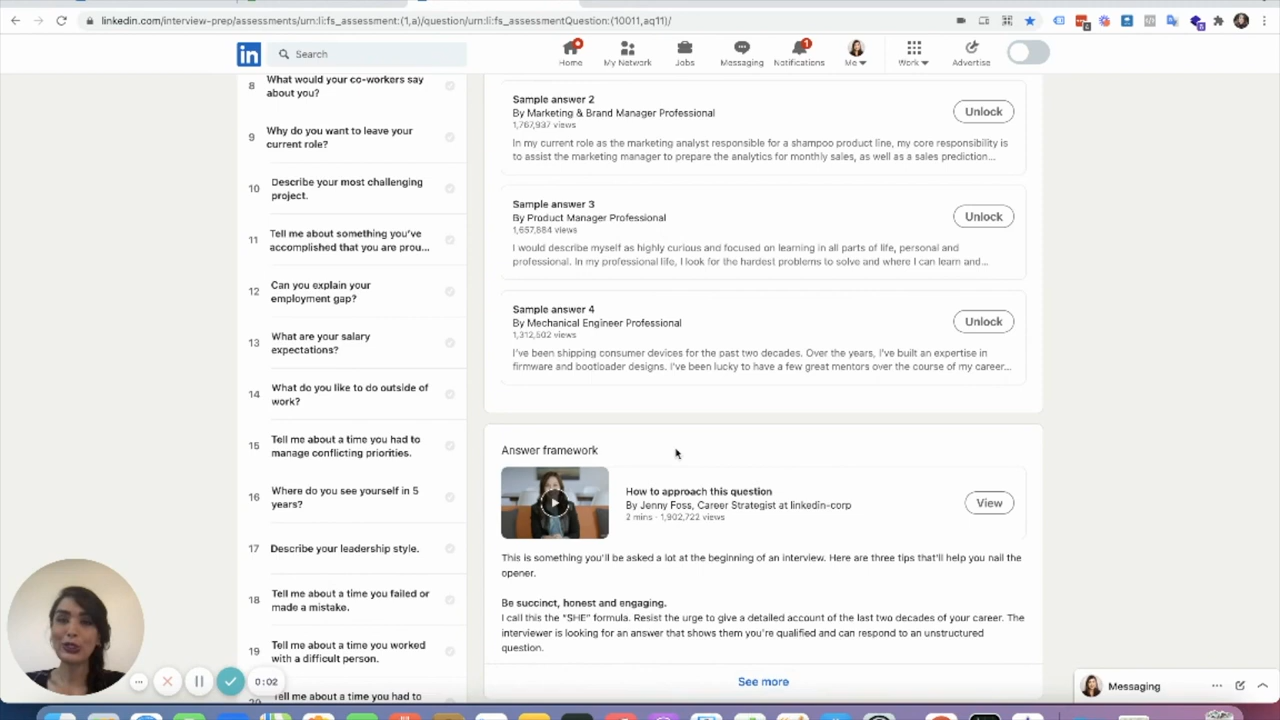 linkedin.com/interview-prep/assessments/urn:li:fs_assessment:(1,a)/question/urn:li:fs_assessmentQuestion:(10011,aq11)/
in
Search
Home
My Network
Jobs
Messaging
1
Notifications
Me
Work
Advertise
8 What would your co-workers say
about you?
9 Why do you want to leave your
current role?
10 Describe your most challenging
project.
11 Tell me about something you've
accomplished that you are prou...
12 Can you explain your
employment gap?
13 What are your salary
expectations?
14 What do you like to do outside of
work?
15 Tell me about a time you had to
manage conflicting priorities.
16 Where do you see yourself in 5
years?
17 Describe your leadership style.
18 Tell me about a time you failed or
made a mistake.
19 Tell me about a time you worked
with a difficult person.
Tell me about a time you had to
Sample answer 2
By Marketing & Brand Manager Professional
1,767,937 views
Unlock
In my current role as the marketing analyst responsible for a shampoo product line, my core responsibility is
to assist the marketing manager to prepare the analytics for monthly sales, as well as a sales prediction...
Sample answer 3
By Product Manager Professional
1,657,684 views
Unlock
I would describe myself as highly curious and focused on learning in all parts of life, personal and
professional. In my professional life, I look for the hardest problems to solve and where I can learn and...
Sample answer 4
By Mechanical Engineer Professional
1,312,502 views
Unlock
I've been shipping consumer devices for the past two decades. Over the years, I've built an expertise in
firmware and bootloader designs. I've been lucky to have a few great mentors over the course of my career...
Answer framework
How to approach this question
By Jenny Foss, Career Strategist at linkedin-corp
2 mins · 1,902,722 views
View
This is something you'll be asked a lot at the beginning of an interview. Here are three tips that'll help you nail the
opener.
Be succinct, honest and engaging.
I call this the "SHE" formula. Resist the urge to give a detailed account of the last two decades of your career. The
interviewer is looking for an answer that shows them you're qualified and can respond to an unstructured
question.
See more
0:02
Messaging